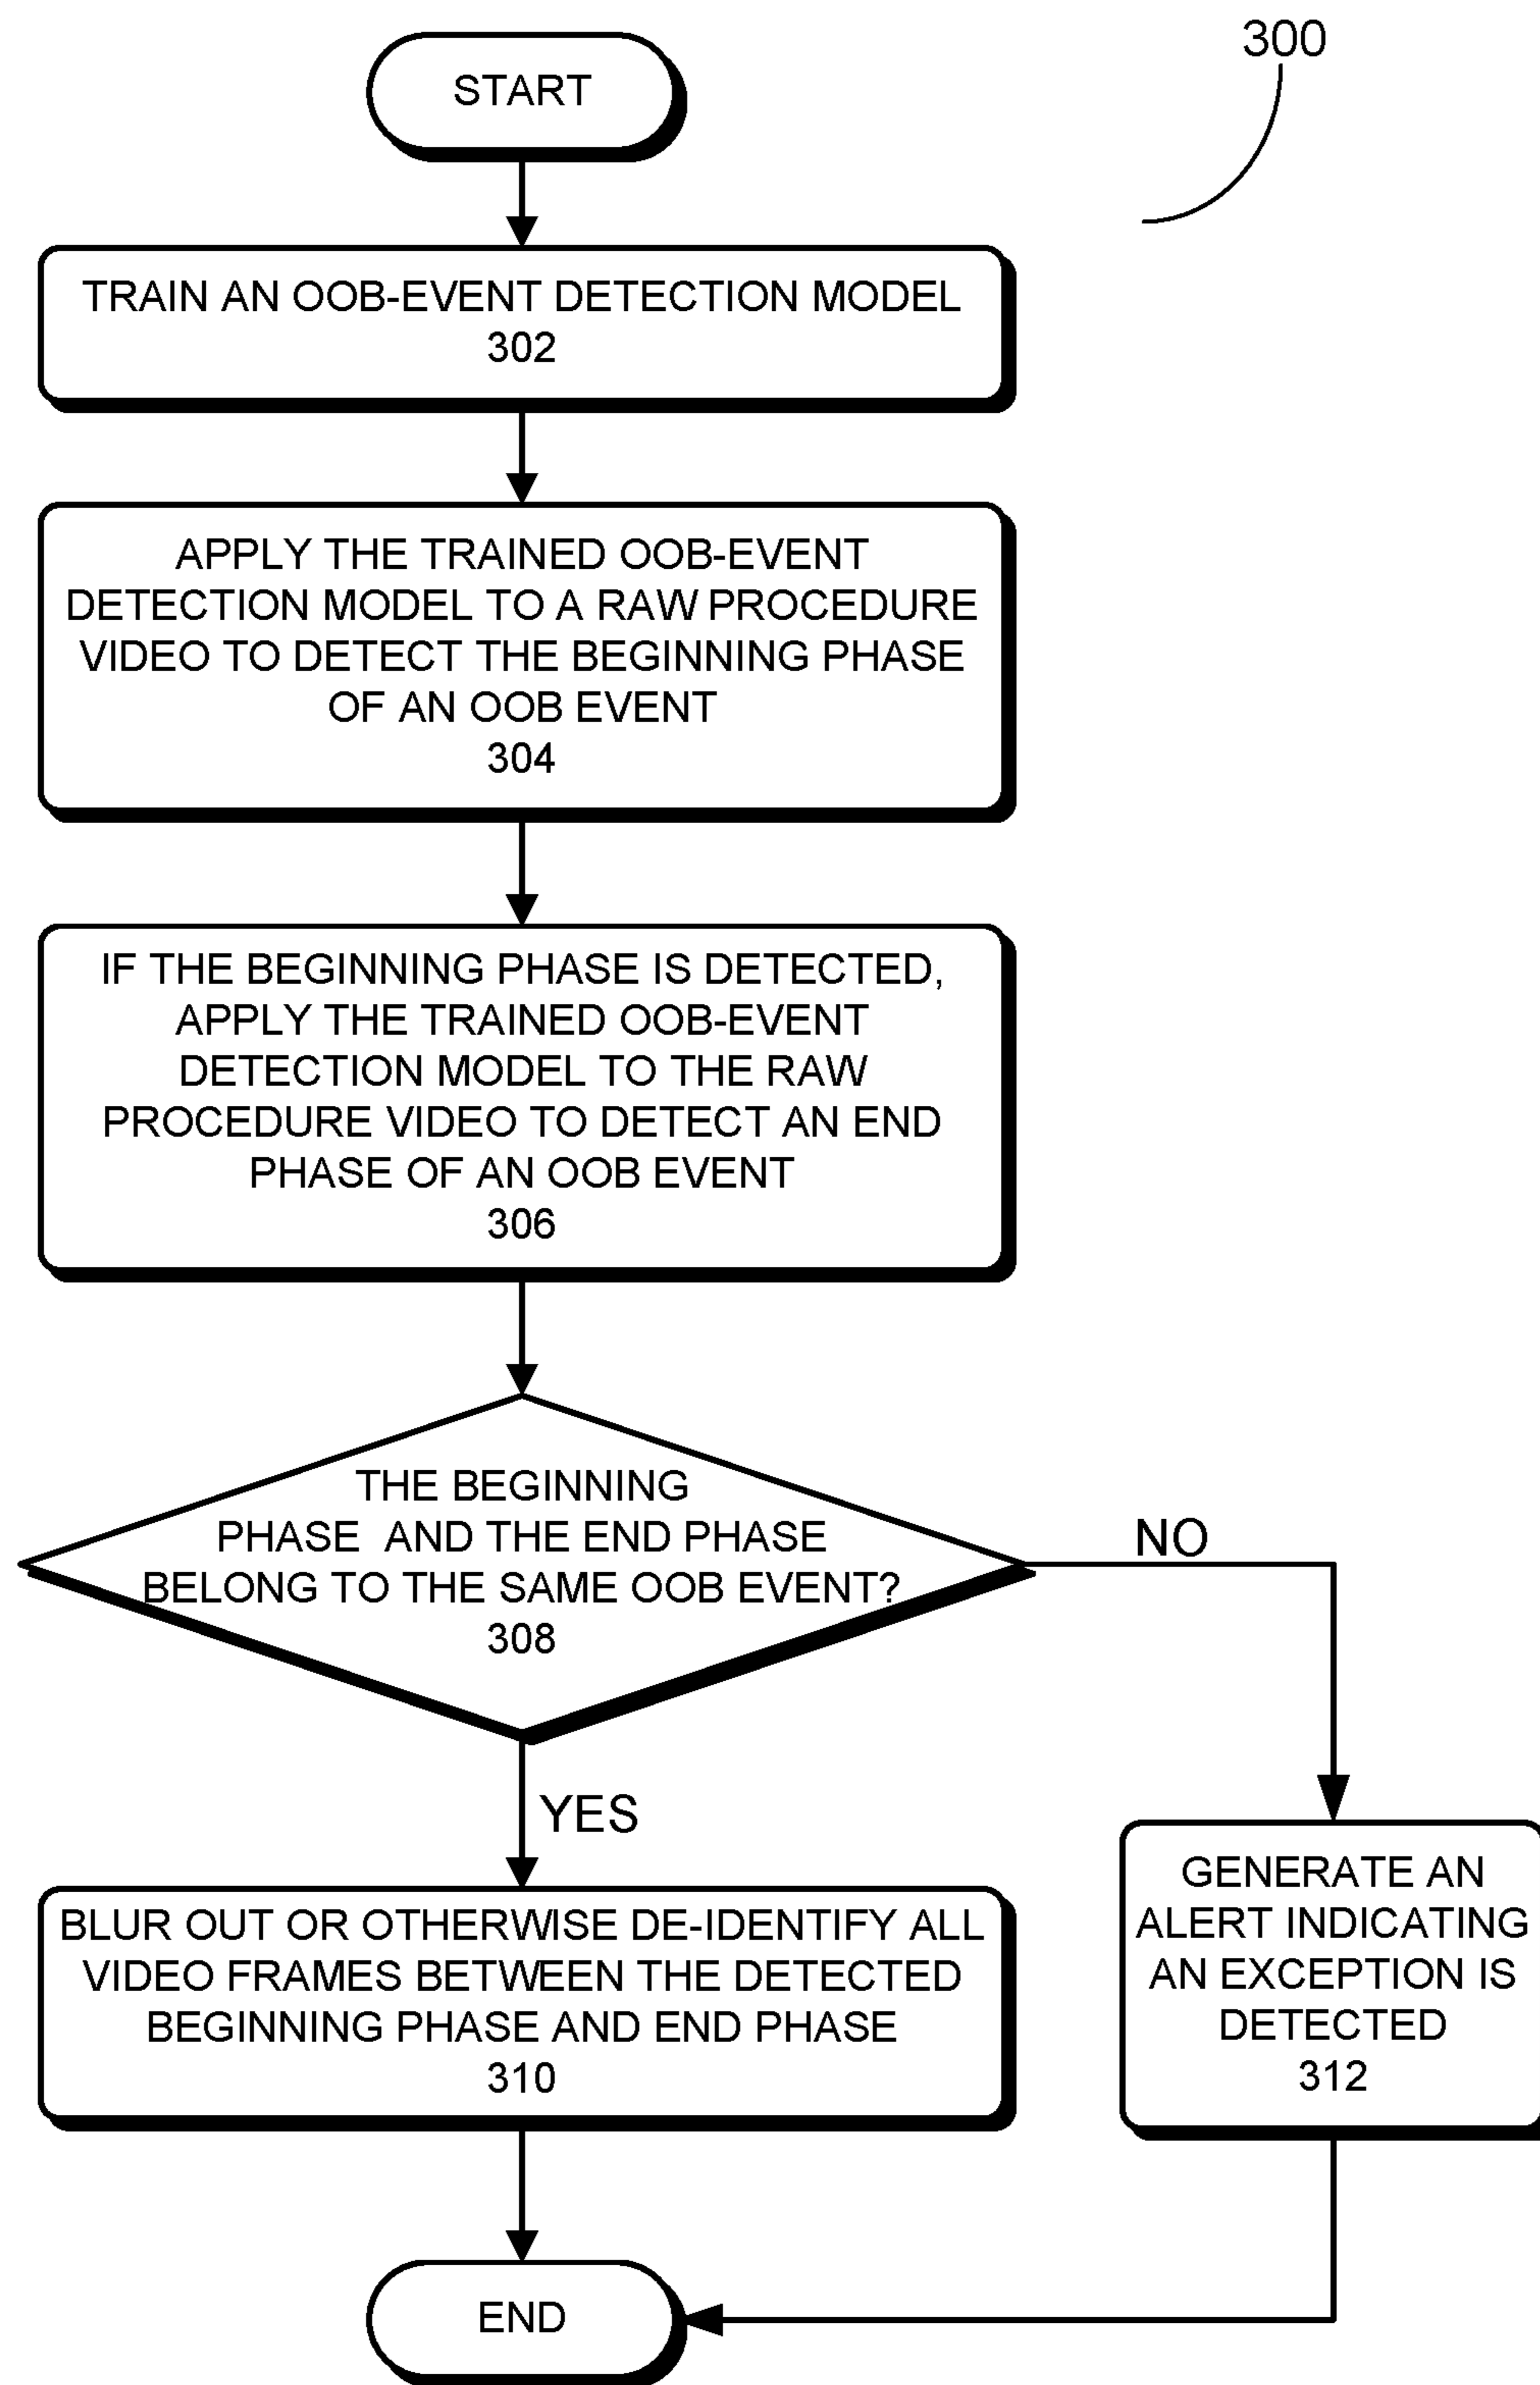 300
START
TRAIN AN OOB-EVENT DETECTION MODEL
302
APPLY THE TRAINED OOB-EVENT
DETECTION MODEL TO A RAW PROCEDURE
VIDEO TO DETECT THE BEGINNING PHASE
OF AN OOB EVENT
304
IF THE BEGINNING PHASE IS DETECTED,
APPLY THE TRAINED OOB-EVENT
DETECTION MODEL TO THE RAW
PROCEDURE VIDEO TO DETECT AN END
PHASE OF AN OOB EVENT
306
THE BEGINNING
PHASE AND THE END PHASE
BELONG TO THE SAME OOB EVENT?
308
NO
YES
BLUR OUT OR OTHERWISE DE-IDENTIFY ALL
VIDEO FRAMES BETWEEN THE DETECTED
BEGINNING PHASE AND END PHASE
310
GENERATE AN
ALERT INDICATING
AN EXCEPTION IS
DETECTED
312
END